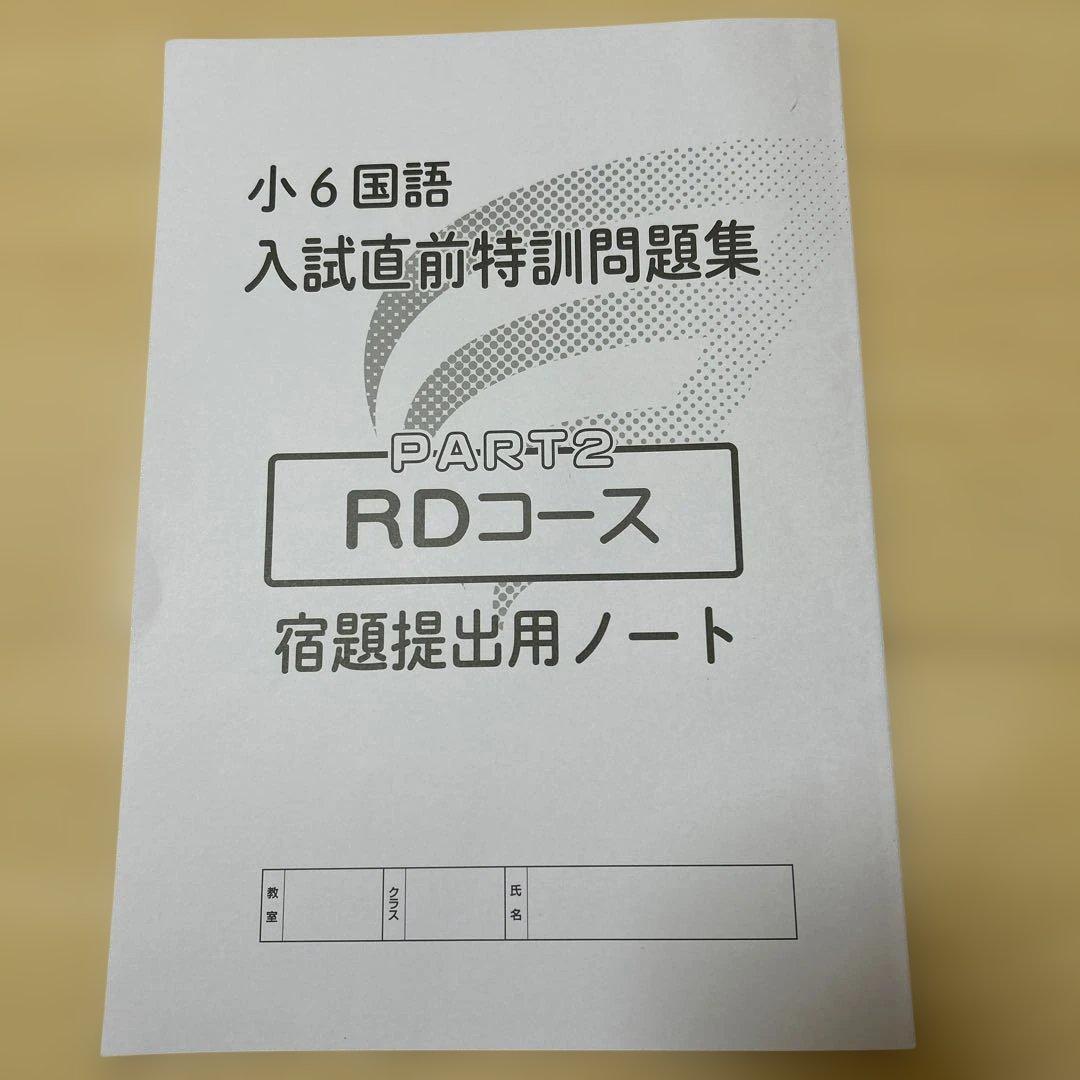 小6国語
入試直前特訓問題集
PART2
RDコース
宿題提出用ノート
教室
クラス
氏名